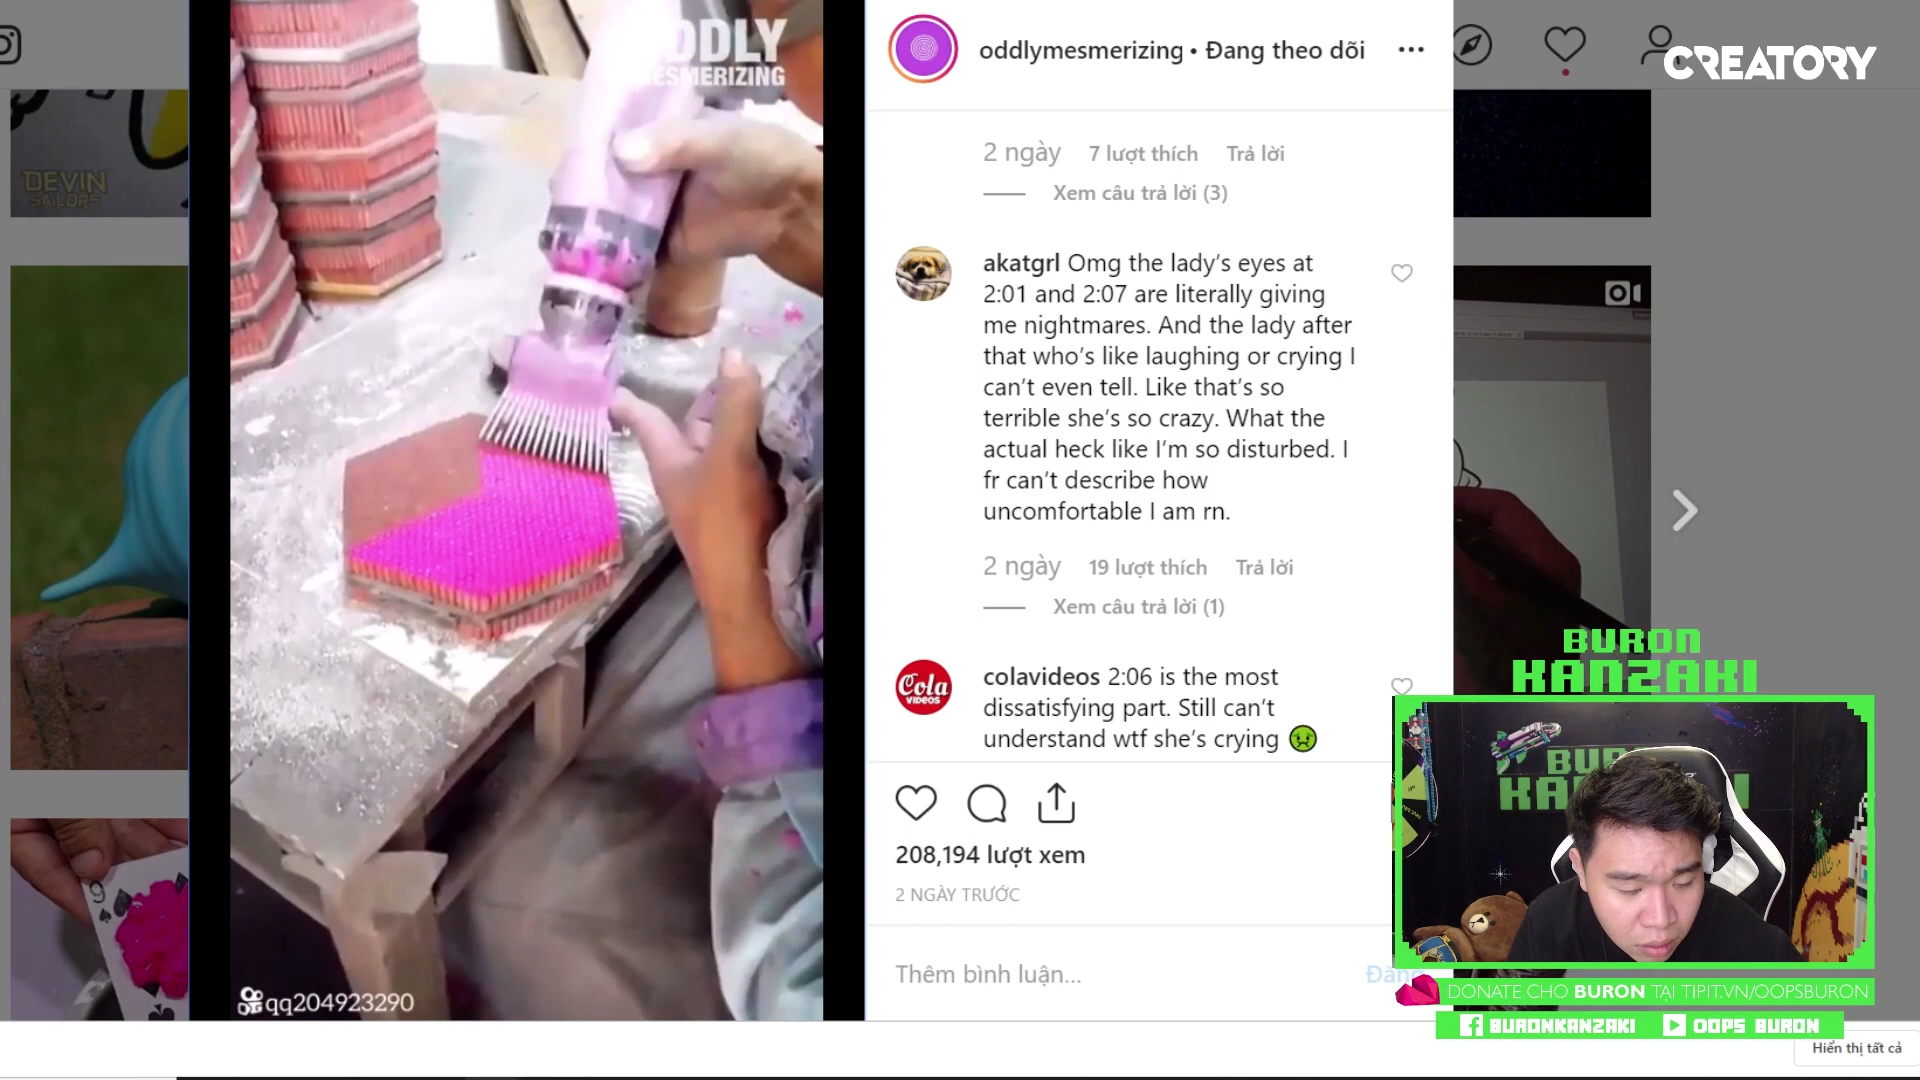 ODDLY
MESMERIZING
DEVIN
SAILORS
9
qq204923290
oddlymesmerizing • Đang theo dõi
CREATORY
2 ngày 7 lượt thích Trả lời
Xem câu trả lời (3)
akatgrl Omg the lady’s eyes at
2:01 and 2:07 are literally giving
me nightmares. And the lady after
that who’s like laughing or crying I
can’t even tell. Like that’s so
terrible she’s so crazy. What the
actual heck like I’m so disturbed. I
fr can’t describe how
uncomfortable I am rn.
2 ngày 19 lượt thích Trả lời
Xem câu trả lời (1)
Cola
VIDEOS
colavideos 2:06 is the most
dissatisfying part. Still can’t
understand wtf she’s crying 🤢
208,194 lượt xem
2 NGÀY TRƯỚC
Thêm bình luận...
Đăng
BURON
KANZAKI
DONATE CHO BURON TẠI TIPIT.VN/OOPSBURON
BURONKANZAKI OOPS BURON
Hiển thị tất cả